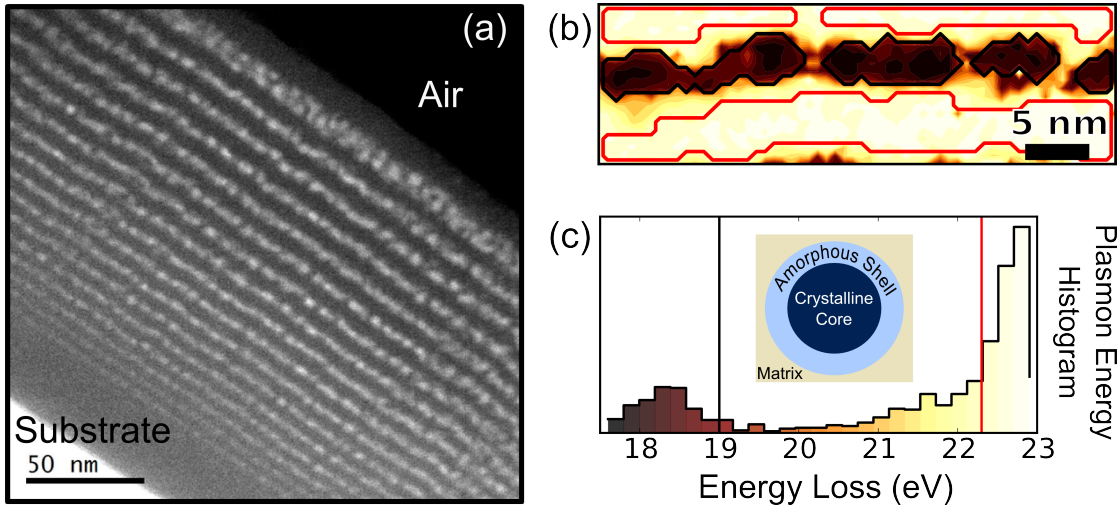 (a)
Air
Substrate
50 nm
(b)
5 nm
(c)
Amorphous Shell
Crystalline
Core
Matrix
18 19 20 21 22 23
Energy Loss (eV)
Plasmon Energy
Histogram